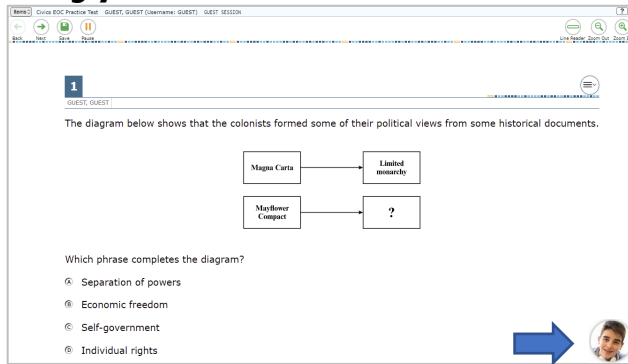 Items
Civics EOC Practice Test GUEST, GUEST (Username: GUEST) GUEST SESSION
?
Back Next Save Pause
Line Reader Zoom Out
1
GUEST, GUEST
The diagram below shows that the colonists formed some of their political views from some historical documents.
Magna Carta
Limited
monarchy
Mayflower
Compact
?
Which phrase completes the diagram?
A Separation of powers
B Economic freedom
C Self-government
D Individual rights